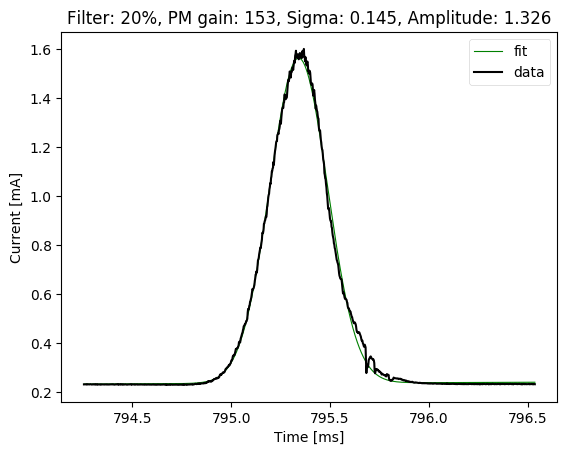 Filter: 20%, PM gain: 153, Sigma: 0.145, Amplitude: 1.326
fit
data
1.6
1.4
1.2
1.0
0.8
0.6
0.4
0.2
Current [mA]
794.5 795.0 795.5 796.0 796.5
Time [ms]